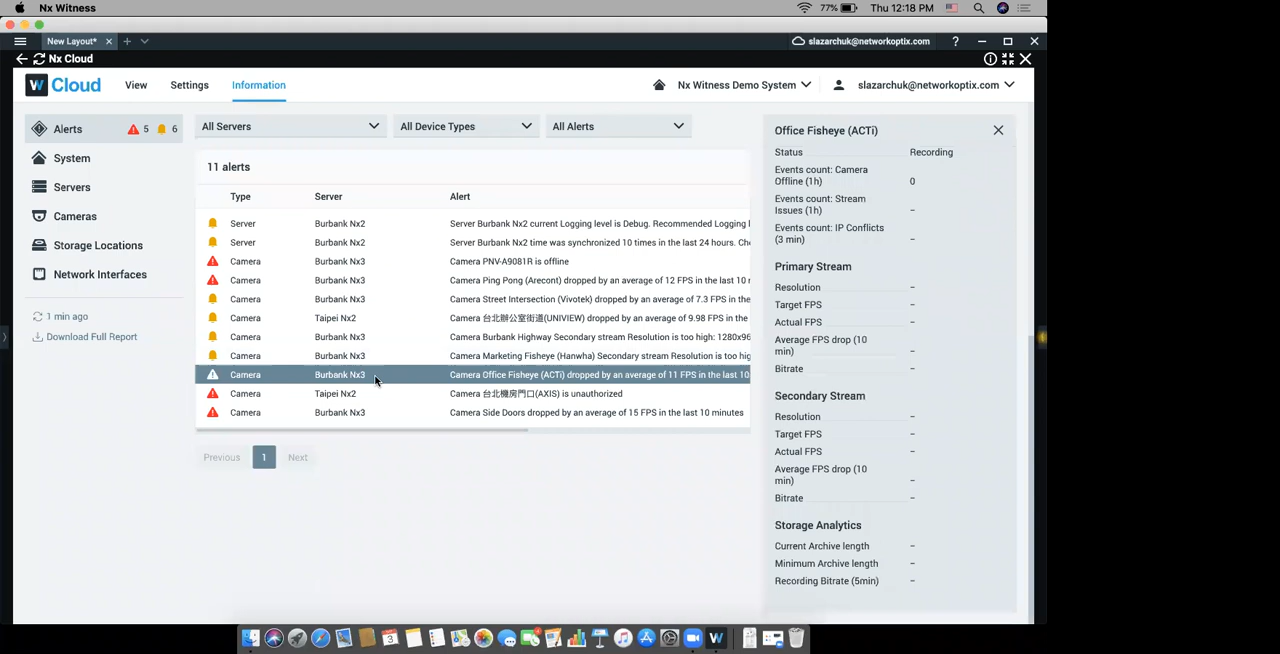 Nx Witness
77%
Thu 12:18 PM
New Layout*
slazarchuk@networkoptix.com
?
Nx Cloud
W Cloud
View
Settings
Information
Nx Witness Demo System
slazarchuk@networkoptix.com
Alerts
5
6
System
Servers
Cameras
Storage Locations
Network Interfaces
1 min ago
Download Full Report
All Servers
All Device Types
All Alerts
11 alerts
Type Server Alert
Server Burbank Nx2 Server Burbank Nx2 current Logging level is Debug. Recommended Logging l
Server Burbank Nx2 Server Burbank Nx2 time was synchronized 10 times in the last 24 hours. Che
Camera Burbank Nx3 Camera PNV-A9081R is offline
Camera Burbank Nx3 Camera Ping Pong (Arecont) dropped by an average of 12 FPS in the last 10 m
Camera Burbank Nx3 Camera Street Intersection (Vivotek) dropped by an average of 7.3 FPS in the
Camera Taipei Nx2 Camera 台北辦公室街道(UNIVIEW) dropped by an average of 9.98 FPS in the
Camera Burbank Nx3 Camera Burbank Highway Secondary stream Resolution is too high: 1280x96
Camera Burbank Nx3 Camera Marketing Fisheye (Hanwha) Secondary stream Resolution is too hig
Camera Burbank Nx3 Camera Office Fisheye (ACTi) dropped by an average of 11 FPS in the last 10
Camera Taipei Nx2 Camera 台北機房門口(AXIS) is unauthorized
Camera Burbank Nx3 Camera Side Doors dropped by an average of 15 FPS in the last 10 minutes
Previous 1 Next
Office Fisheye (ACTi)
Status Recording
Events count: Camera
Offline (1h) 0
Events count: Stream
Issues (1h) –
Events count: IP Conflicts
(3 min) –
Primary Stream
Resolution –
Target FPS –
Actual FPS –
Average FPS drop (10
min) –
Bitrate –
Secondary Stream
Resolution –
Target FPS –
Actual FPS –
Average FPS drop (10
min) –
Bitrate –
Storage Analytics
Current Archive length –
Minimum Archive length –
Recording Bitrate (5min) –
3
W